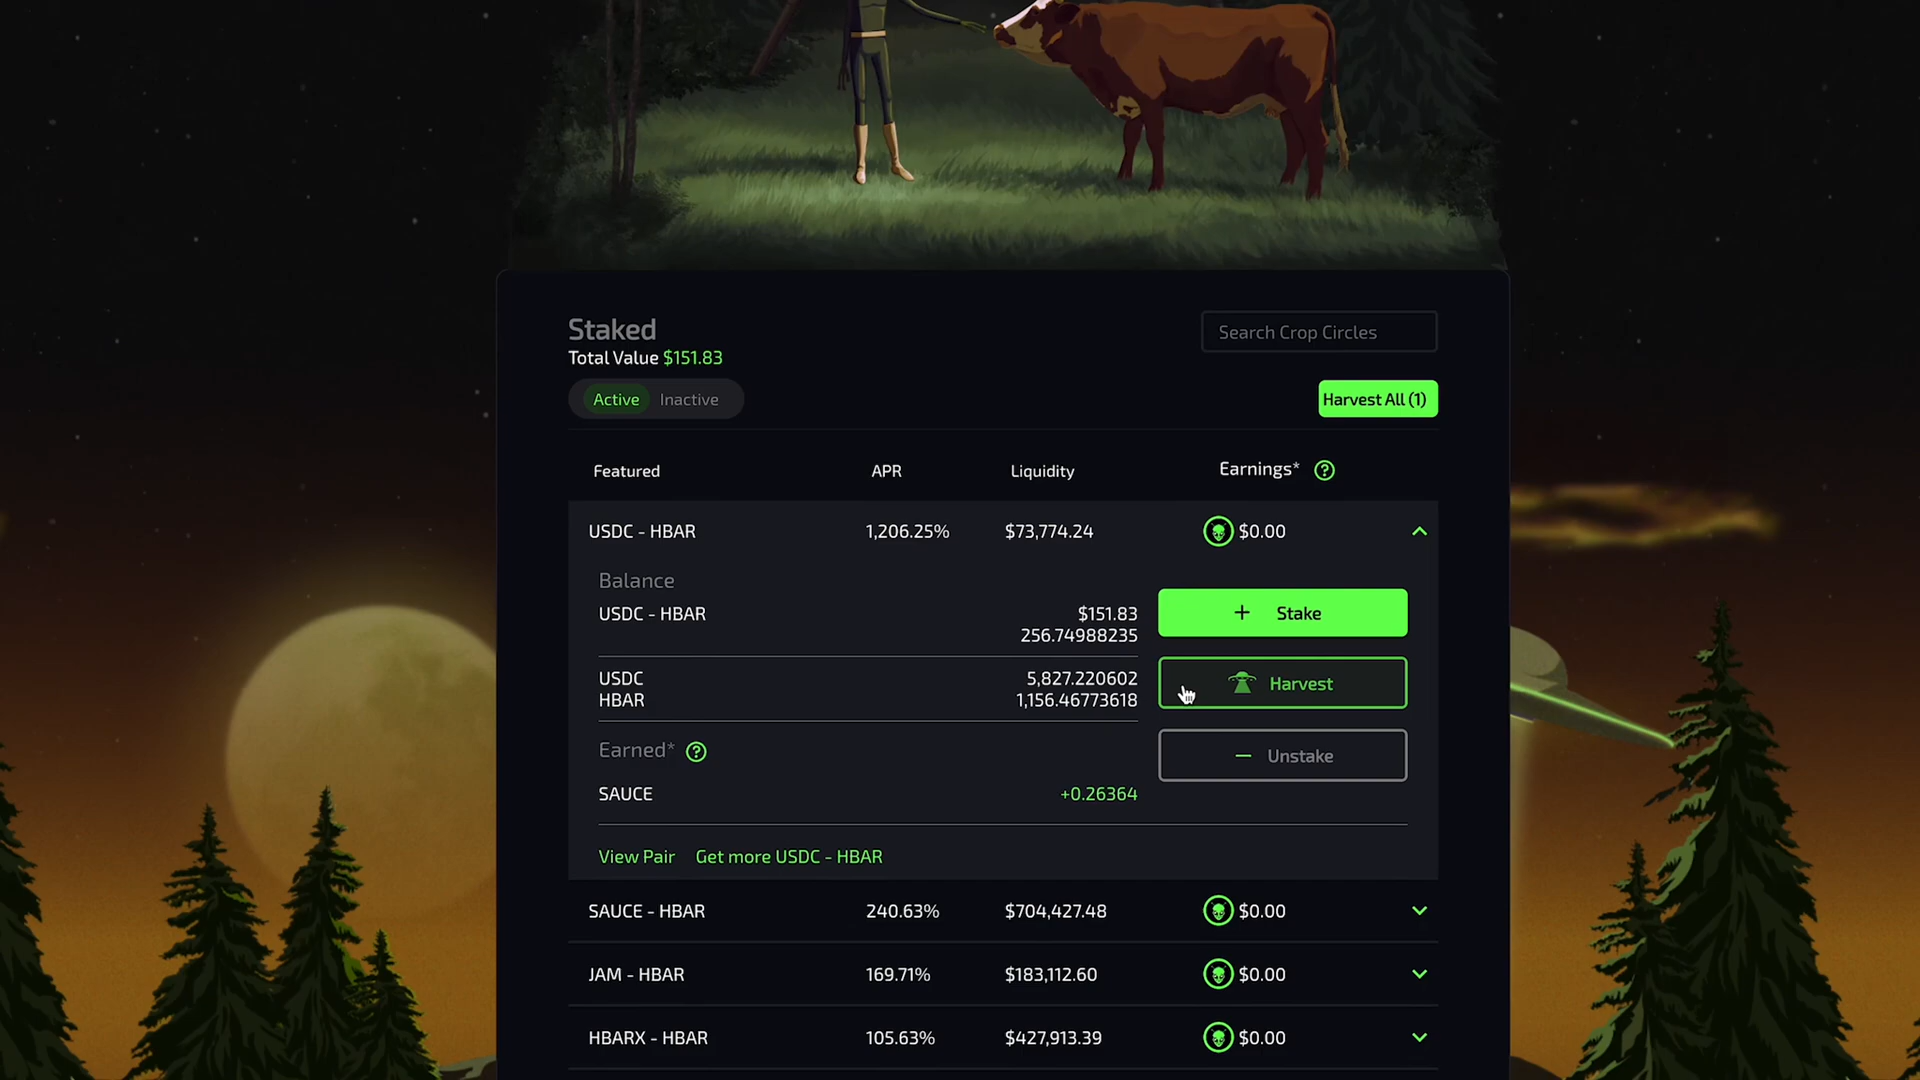 Staked
Total Value $151.83
Search Crop Circles
Active Inactive
Harvest All (1)
Featured APR Liquidity Earnings* ?
USDC - HBAR 1,206.25% $73,774.24 $0.00
Balance
USDC - HBAR $151.83
256.74988235
+ Stake
USDC 5,827.220602
HBAR 1,156.46773618
Harvest
Earned* ?
— Unstake
SAUCE +0.26364
View Pair Get more USDC - HBAR
SAUCE - HBAR 240.63% $704,427.48 $0.00
JAM - HBAR 169.71% $183,112.60 $0.00
HBARX - HBAR 105.63% $427,913.39 $0.00